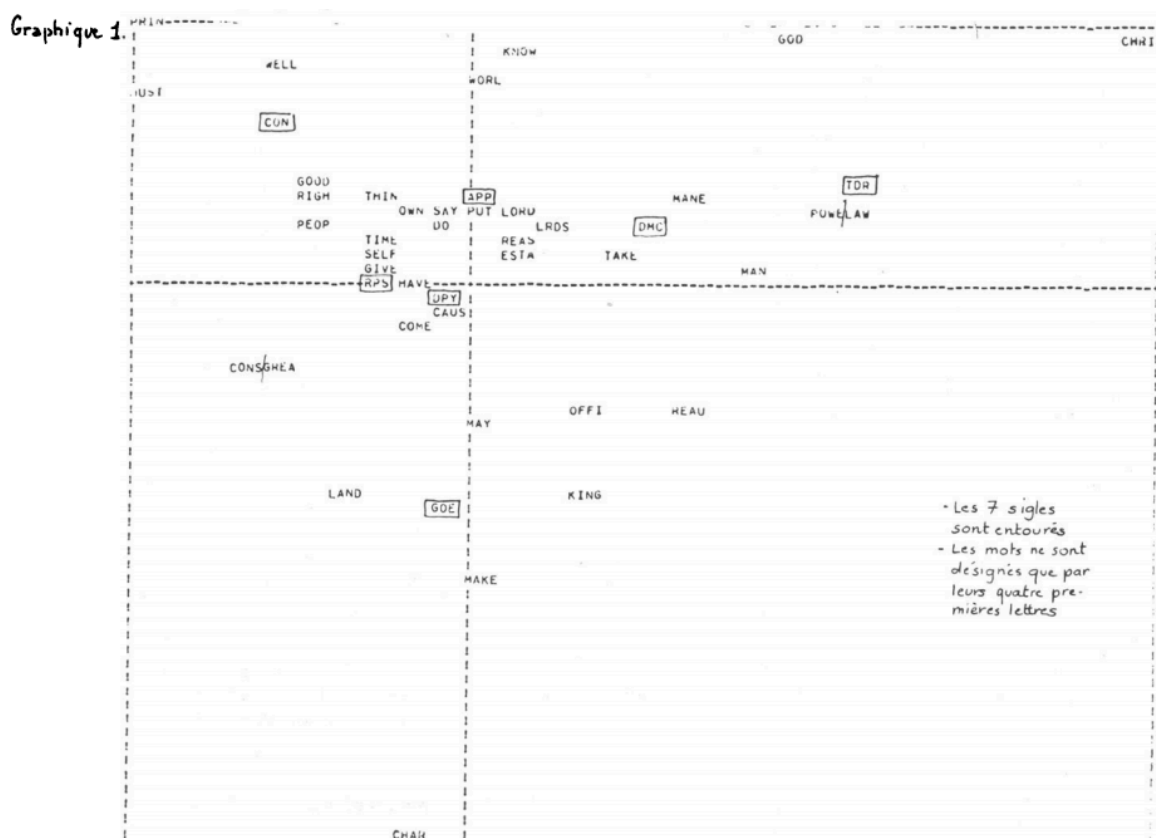 Graphique 1.
PRIN
GOD CHRI
KNOW
WELL
WORL
CON
GOOD TDR
RIGH THIN APP MANE
OWN SAY PUT LORD POWE LAW
PEOP DO LRDS DMC
TIME REAS
SELF ESTA TAKE
GIVE MAN
RPS HAVE
CAUS
COME
CONS GREA
OFFI
MAY
LAND KING
GOE
- Les 7 sigles
sont entourés
- Les mots ne sont
MAKE désignés que par
leurs quatre pre-
mières lettres
CHAR